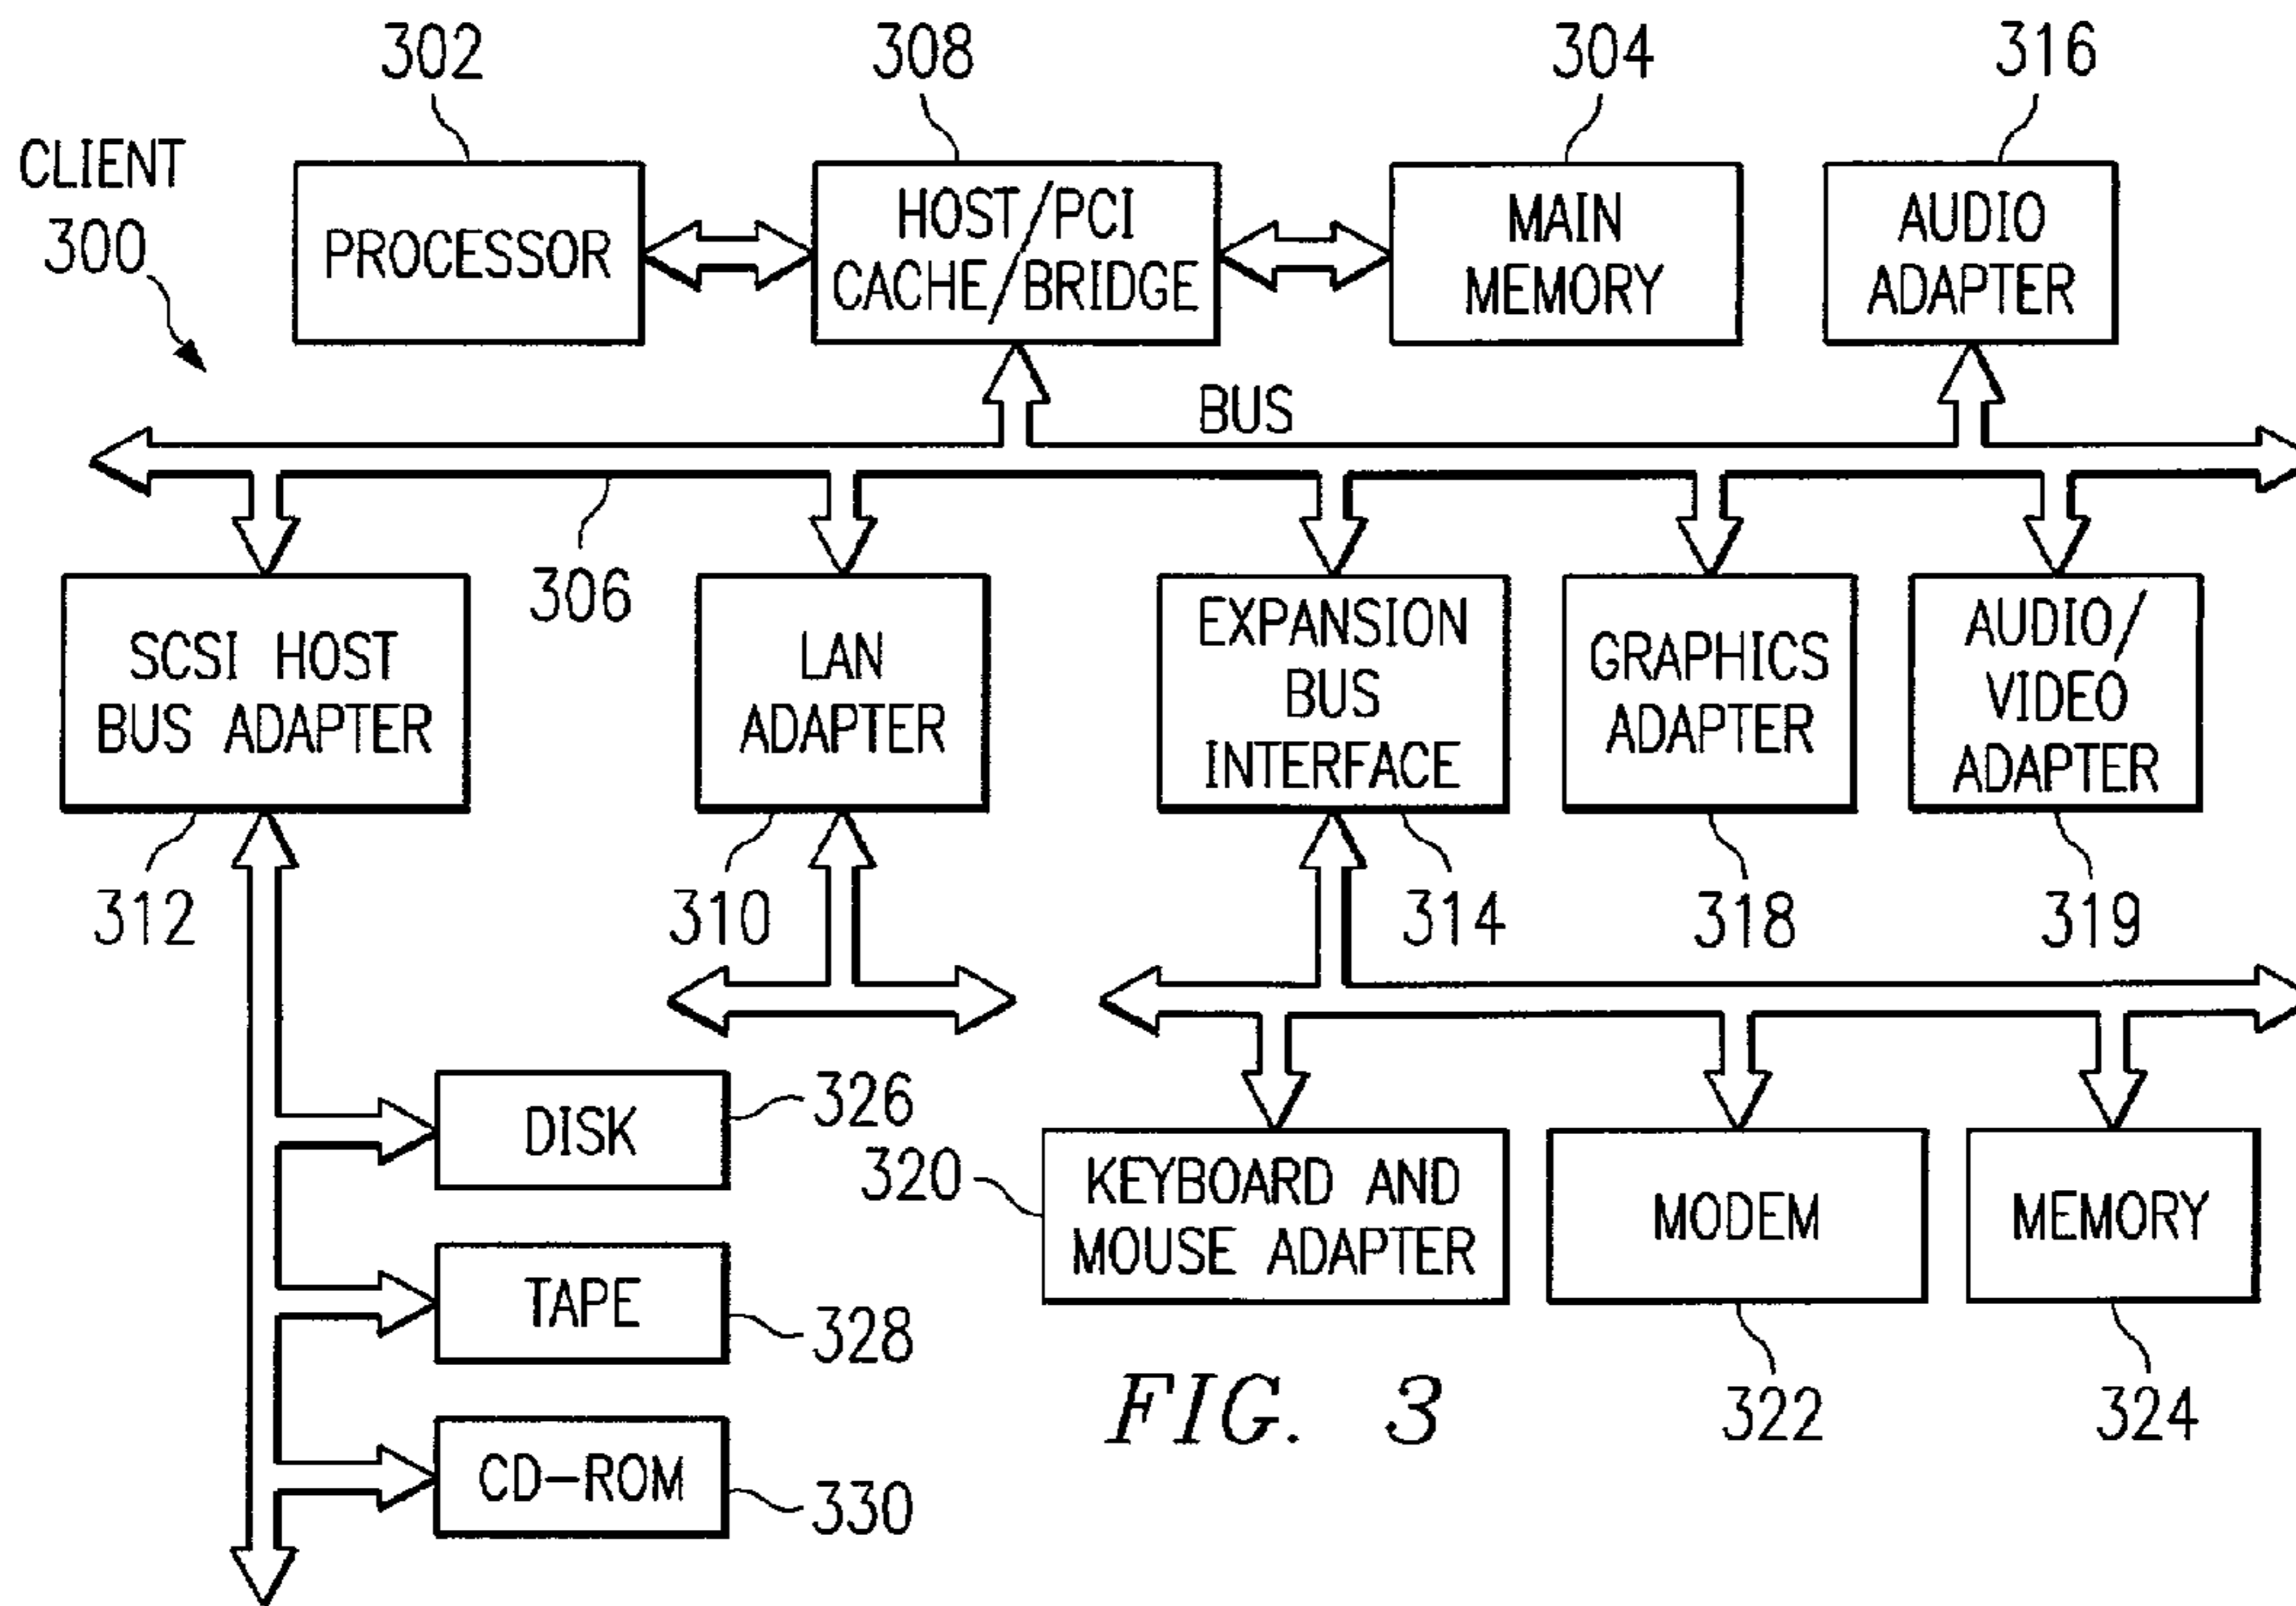 302
308
304
316
CLIENT
300
PROCESSOR
HOST/PCI
CACHE/BRIDGE
MAIN
MEMORY
AUDIO
ADAPTER
BUS
306
SCSI HOST
BUS ADAPTER
LAN
ADAPTER
EXPANSION
BUS
INTERFACE
GRAPHICS
ADAPTER
AUDIO/
VIDEO
ADAPTER
312
310
314
318
319
DISK
326
320
KEYBOARD AND
MOUSE ADAPTER
MODEM
MEMORY
TAPE
328
322
324
CD-ROM
330
FIG. 3